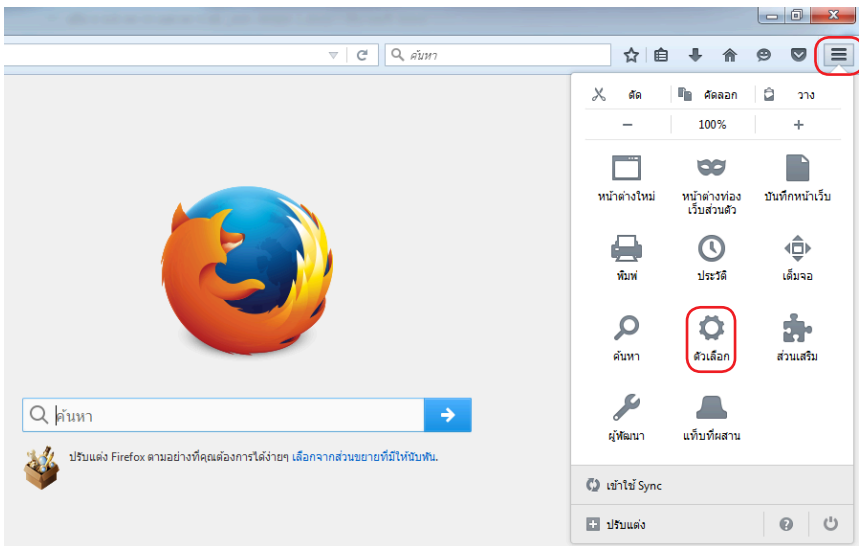 ค้นหา
ตัด คัดลอก วาง
100%
หน้าต่างใหม่ หน้าต่างท่อง บันทึกหน้าเว็บ
เว็บส่วนตัว
พิมพ์ ประวัติ เต็มจอ
ค้นหา ตัวเลือก ส่วนเสริม
ผู้พัฒนา แท็บที่ผสาน
ค้นหา
ปรับแต่ง Firefox ตามอย่างที่คุณต้องการได้ง่ายๆ เลือกจากส่วนขยายที่มีให้นับพัน.
เข้าใช้ Sync
ปรับแต่ง